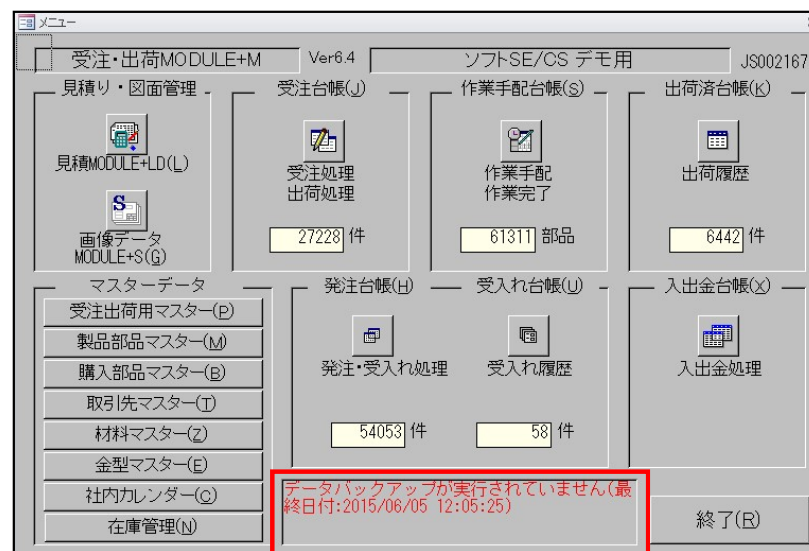 メニュー
受注・出荷MODULE+M
Ver6.4
ソフトSE/CS デモ用
JS002167
見積り・図面管理
見積MODULE+LD(L)
画像データ
MODULE+S(G)
受注台帳(J)
受注処理
出荷処理
27228 件
作業手配台帳(S)
作業手配
作業完了
61311 部品
出荷済台帳(K)
出荷履歴
6442 件
マスターデータ
受注出荷用マスター(P)
製品部品マスター(M)
購入部品マスター(B)
取引先マスター(T)
材料マスター(Z)
金型マスター(E)
社内カレンダー(C)
在庫管理(N)
発注台帳(H)
発注・受入れ処理
54053 件
受入れ台帳(U)
受入れ履歴
58 件
入出金台帳(X)
入出金処理
データバックアップが実行されていません(最
終日付:2015/06/05 12:05:25)
終了(R)